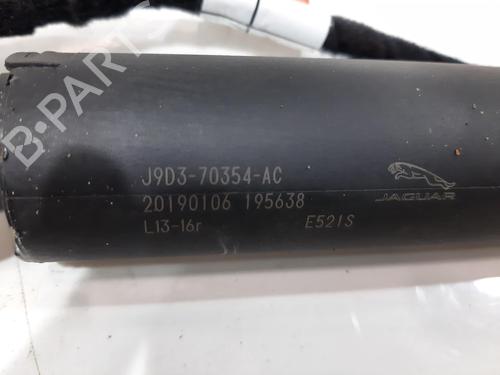 B-PARTS
J9D3-70354-AC
20190106 195638
L13-16r
E521S
JAGUAR